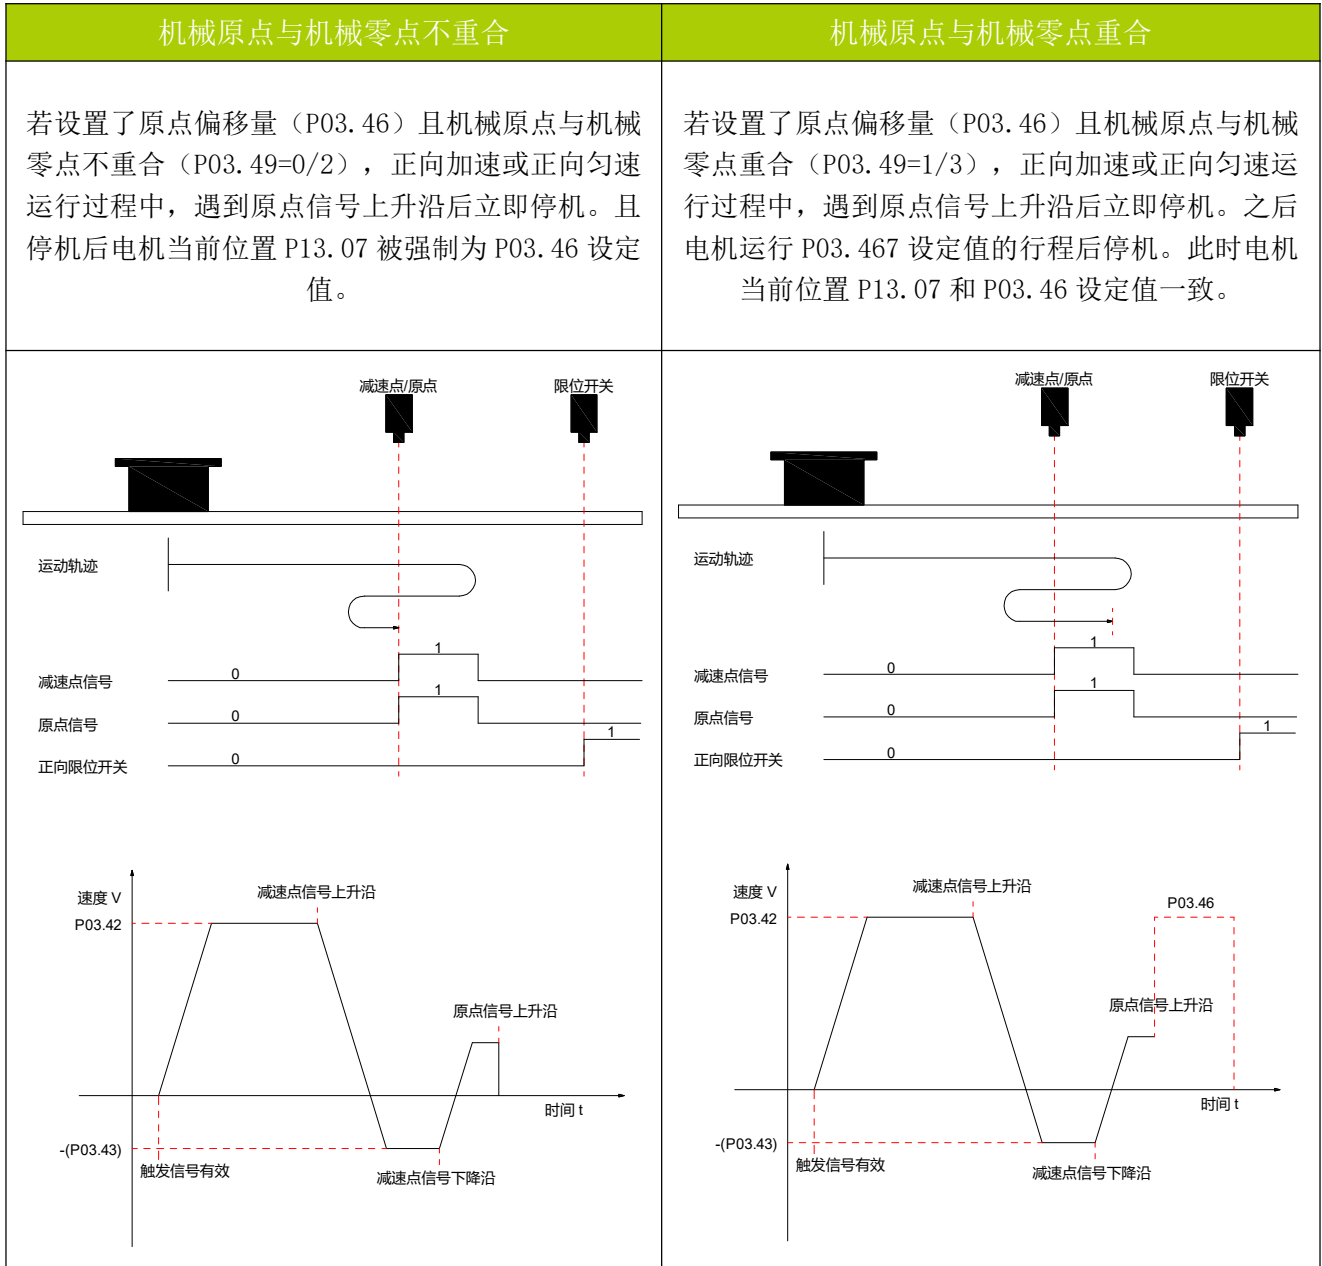 机械原点与机械零点不重合
机械原点与机械零点重合
若设置了原点偏移量（P03.46）且机械原点与机械
零点不重合（P03.49=0/2），正向加速或正向匀速
运行过程中，遇到原点信号上升沿后立即停机。且
停机后电机当前位置 P13.07 被强制为 P03.46 设定
值。
若设置了原点偏移量（P03.46）且机械原点与机械
零点重合（P03.49=1/3），正向加速或正向匀速运
行过程中，遇到原点信号上升沿后立即停机。之后
电机运行 P03.467 设定值的行程后停机。此时电机
当前位置 P13.07 和 P03.46 设定值一致。
减速点/原点
限位开关
运动轨迹
1
0
减速点信号
1
0
原点信号
1
0
正向限位开关
速度 V
减速点信号上升沿
P03.42
原点信号上升沿
时间 t
-(P03.43)
触发信号有效
减速点信号下降沿
减速点/原点
限位开关
运动轨迹
1
0
减速点信号
1
0
原点信号
1
0
正向限位开关
速度 V
减速点信号上升沿
P03.46
P03.42
原点信号上升沿
时间 t
-(P03.43)
触发信号有效
减速点信号下降沿